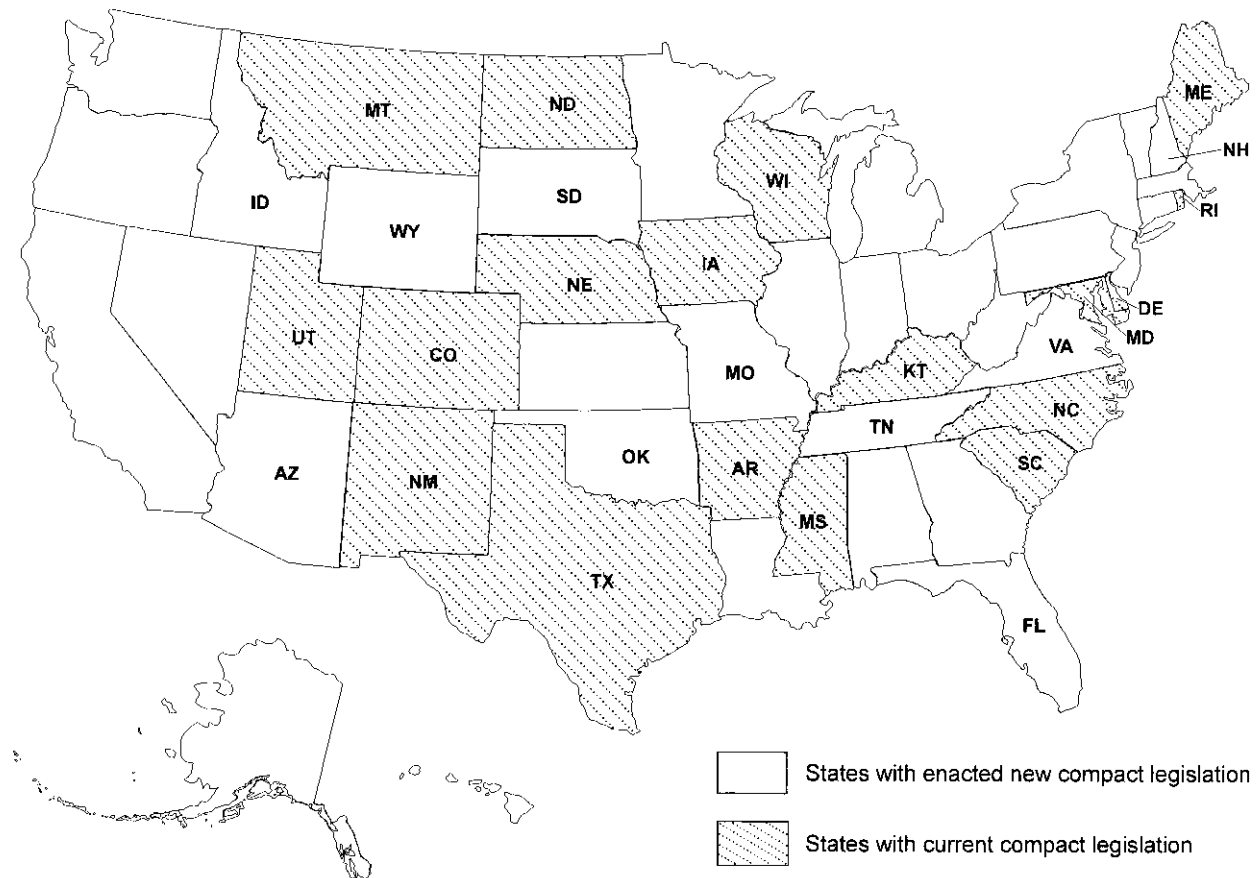 ME
MT
ND
NH
WI
ID
SD
RI
WY
IA
NE
DE
MD
UT
CO
VA
MO
KT
NC
TN
OK
AR
SC
AZ
NM
MS
TX
FL
States with enacted new compact legislation
States with current compact legislation